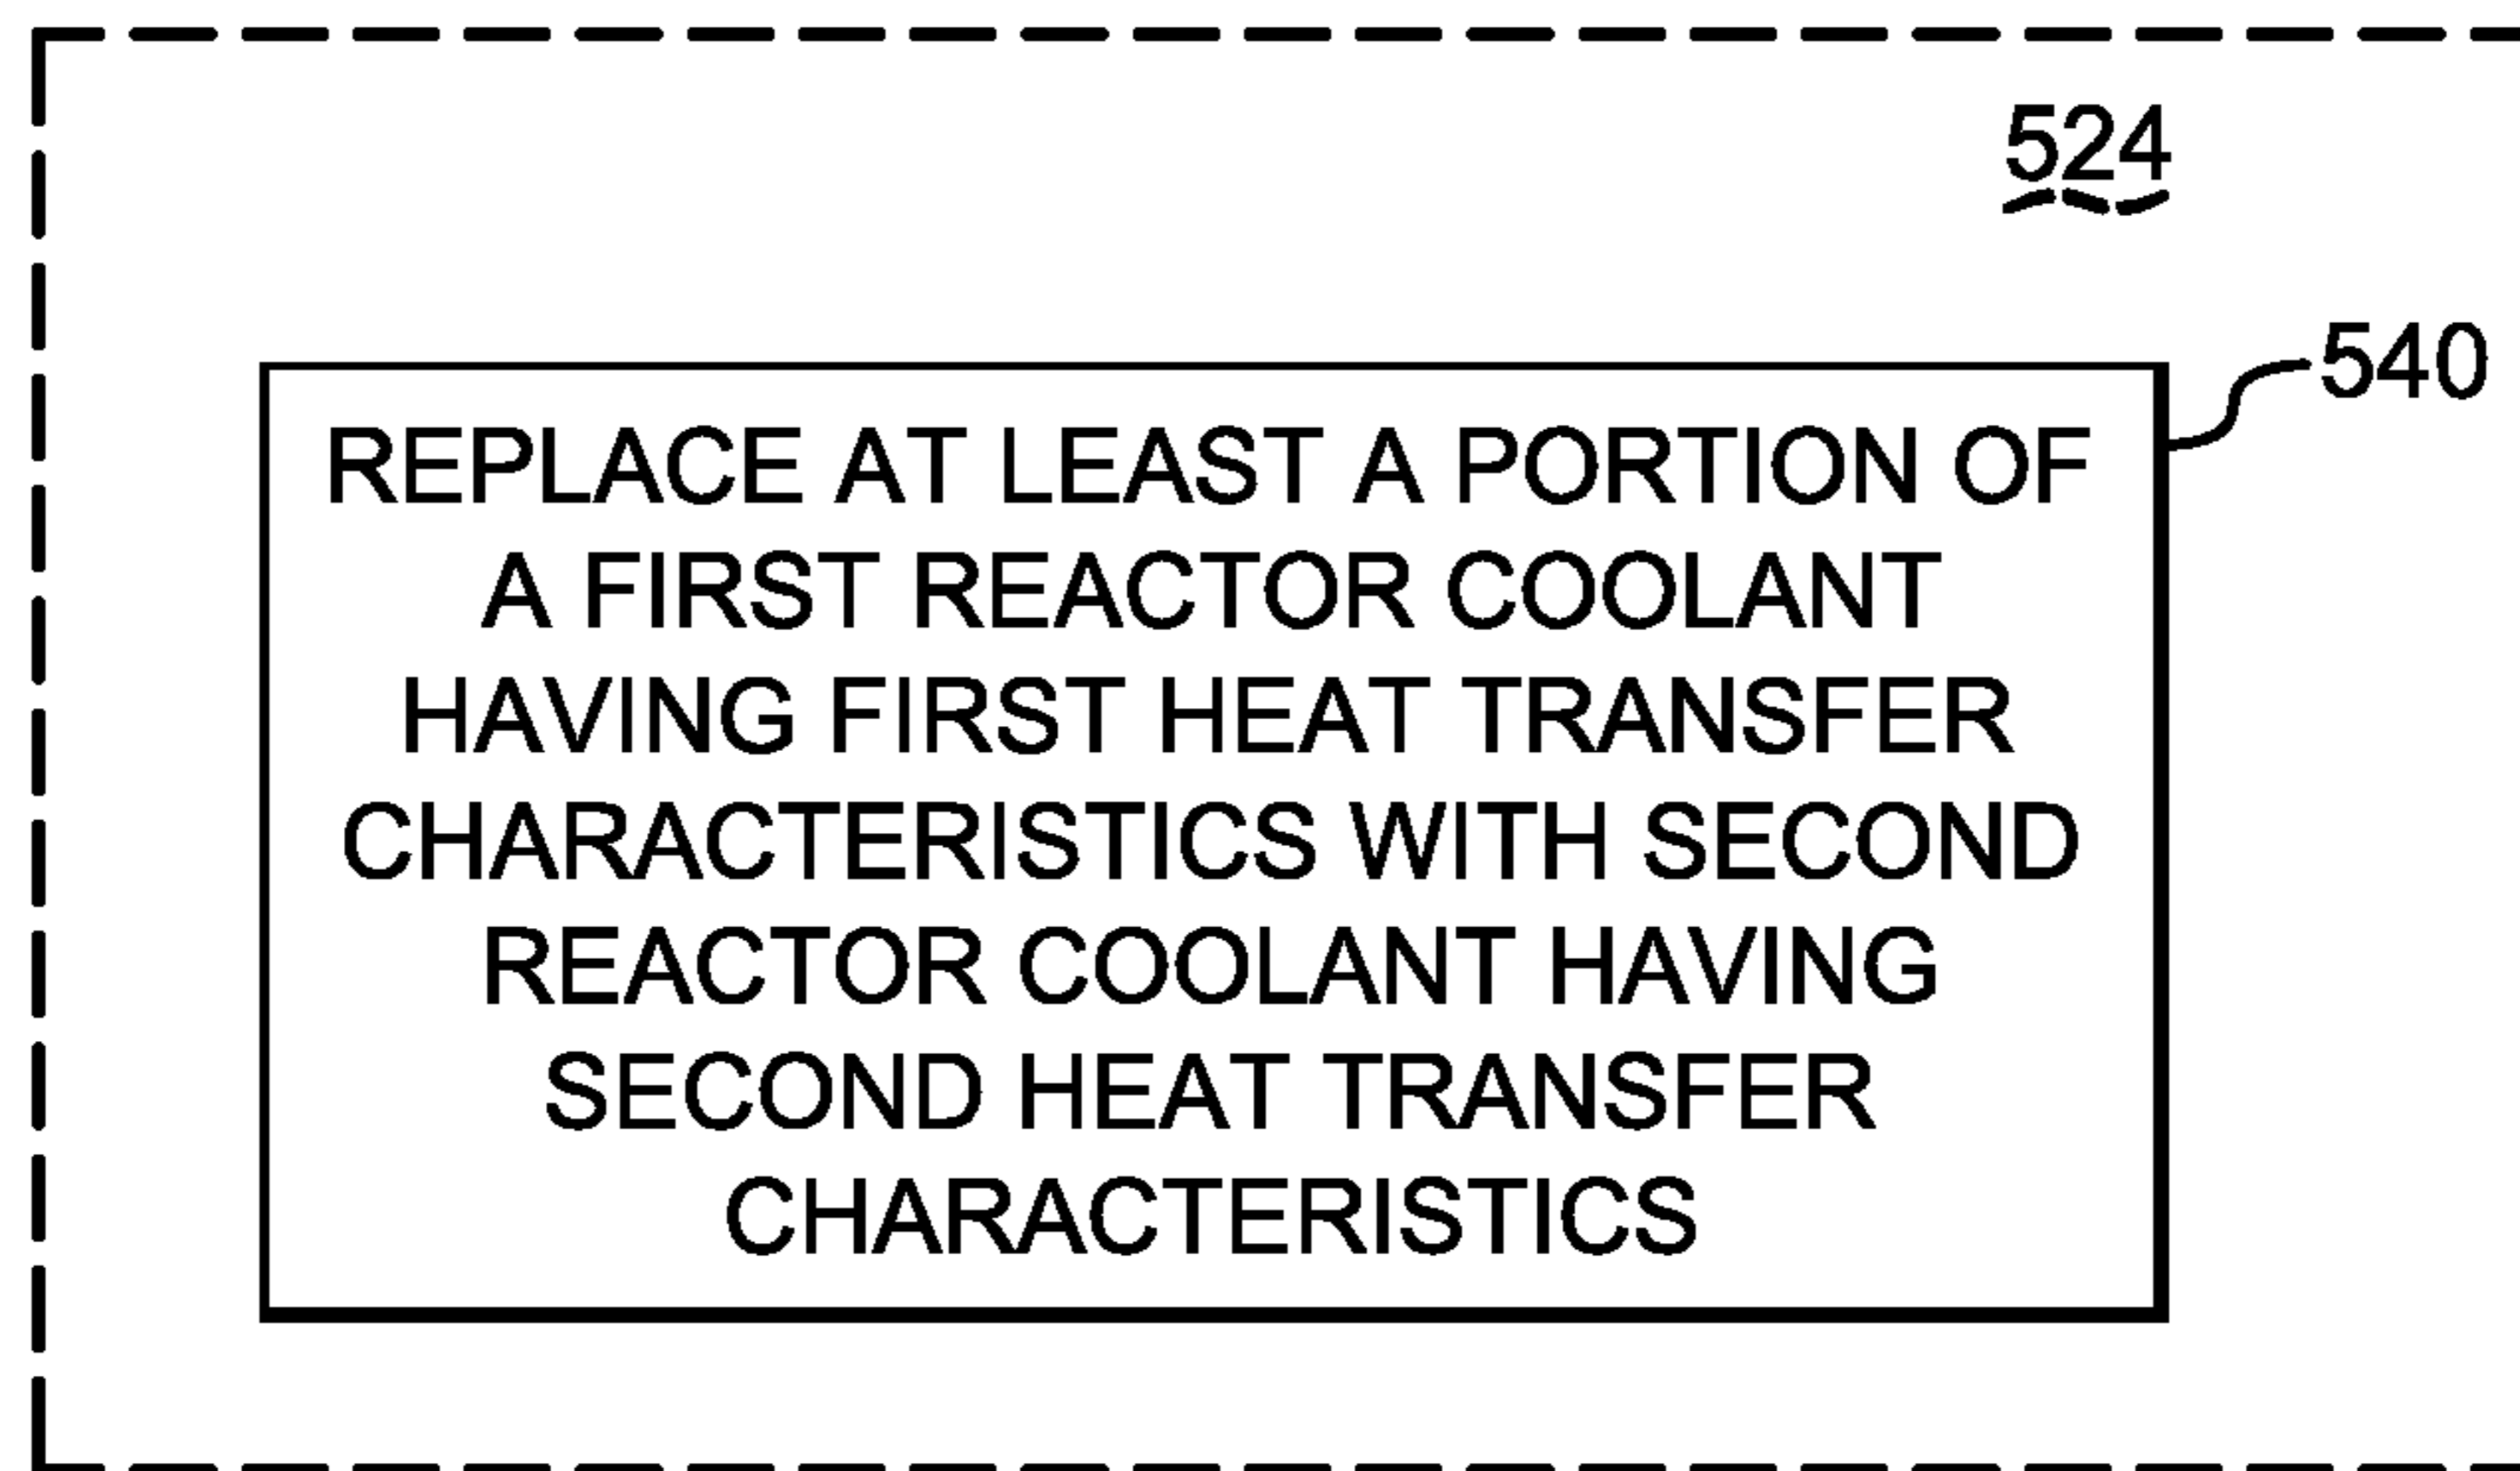 524
540
REPLACE AT LEAST A PORTION OF
A FIRST REACTOR COOLANT
HAVING FIRST HEAT TRANSFER
CHARACTERISTICS WITH SECOND
REACTOR COOLANT HAVING
SECOND HEAT TRANSFER
CHARACTERISTICS